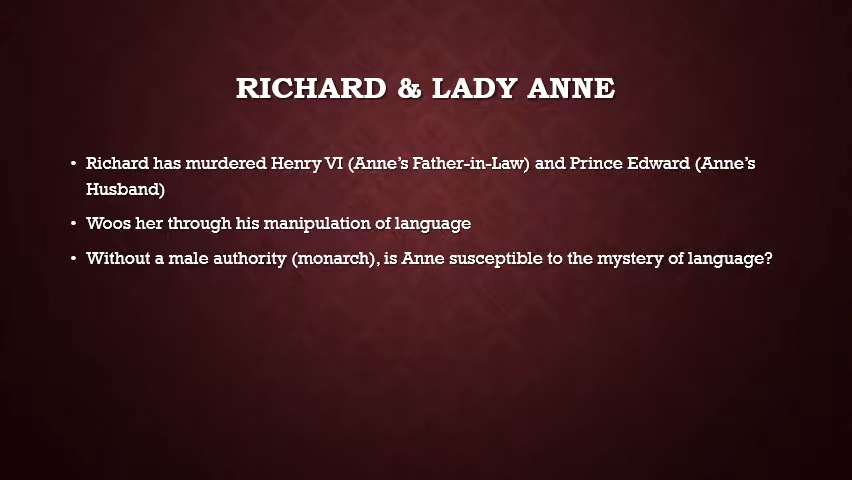 RICHARD & LADY ANNE
• Richard has murdered Henry VI (Anne's Father-in-Law) and Prince Edward (Anne's
Husband)
• Woos her through his manipulation of language
• Without a male authority (monarch), is Anne susceptible to the mystery of language?